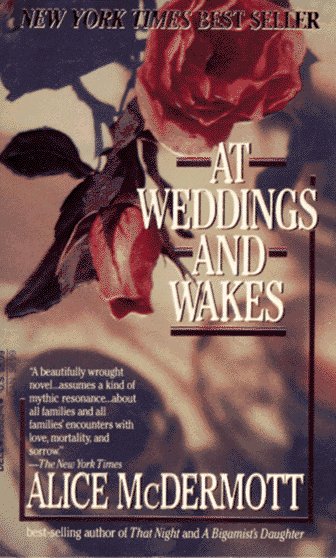 NEW YORK TIMES BEST SELLER
AT
WEDDINGS
AND
WAKES
"A beautifully wrought
novel...assumes a kind of
mythic resonance...about
all families and all
families' encounters with
love, mortality, and
sorrow."
—The New York Times
ALICE McDERMOTT
best-selling author of That Night and A Bigamist's Daughter